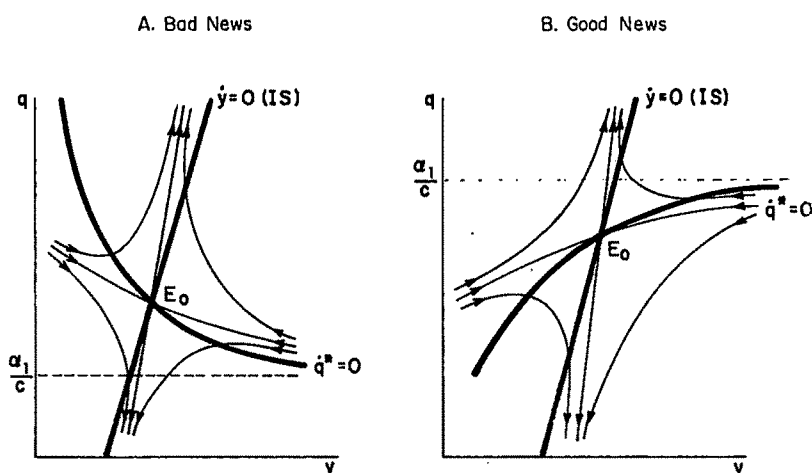 A. Bad News
B. Good News
q
ẏ=0 (IS)
E₀
α₁
c
q̇*=0
y
q
ẏ=0 (IS)
α₁
c
q̇*=0
E₀
y